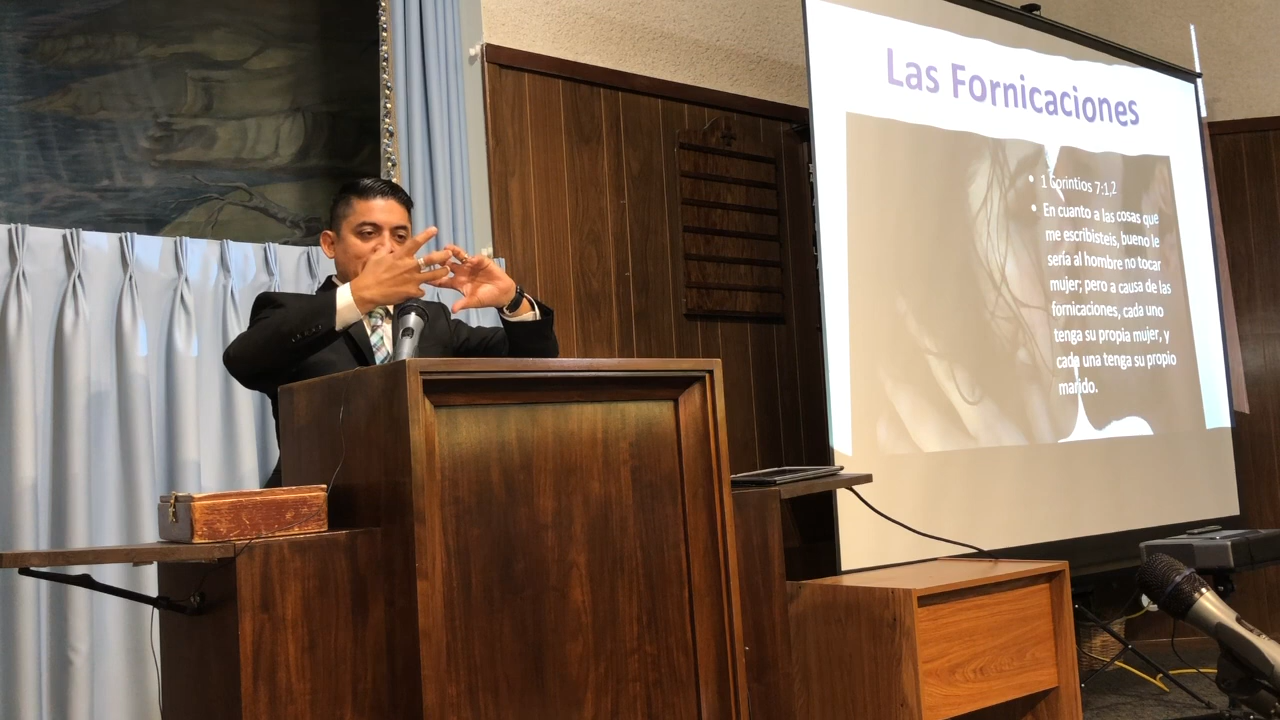 Las Fornicaciones
• 1 Corintios 7:1,2
• En cuanto a las cosas que
me escribisteis, bueno le
sería al hombre no tocar
mujer; pero a causa de las
fornicaciones, cada uno
tenga su propia mujer, y
cada una tenga su propio
marido.